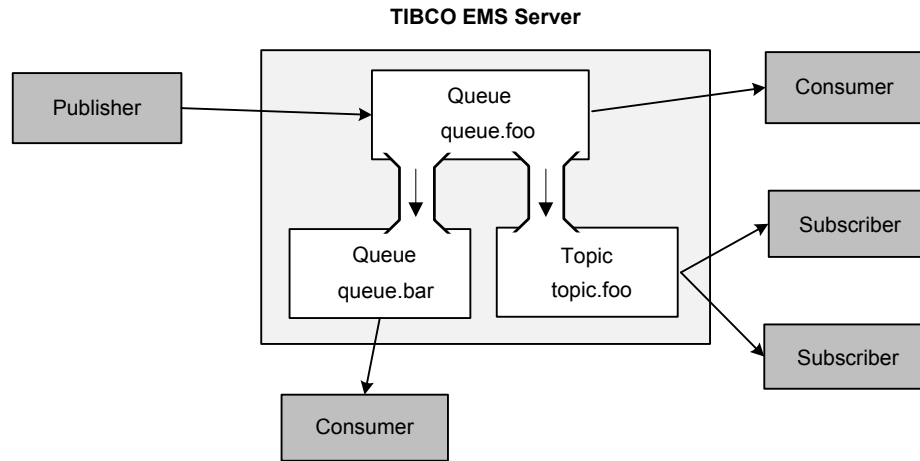 TIBCO EMS Server
Publisher
Queue
queue.foo
Consumer
Queue
queue.bar
Topic
topic.foo
Subscriber
Subscriber
Consumer